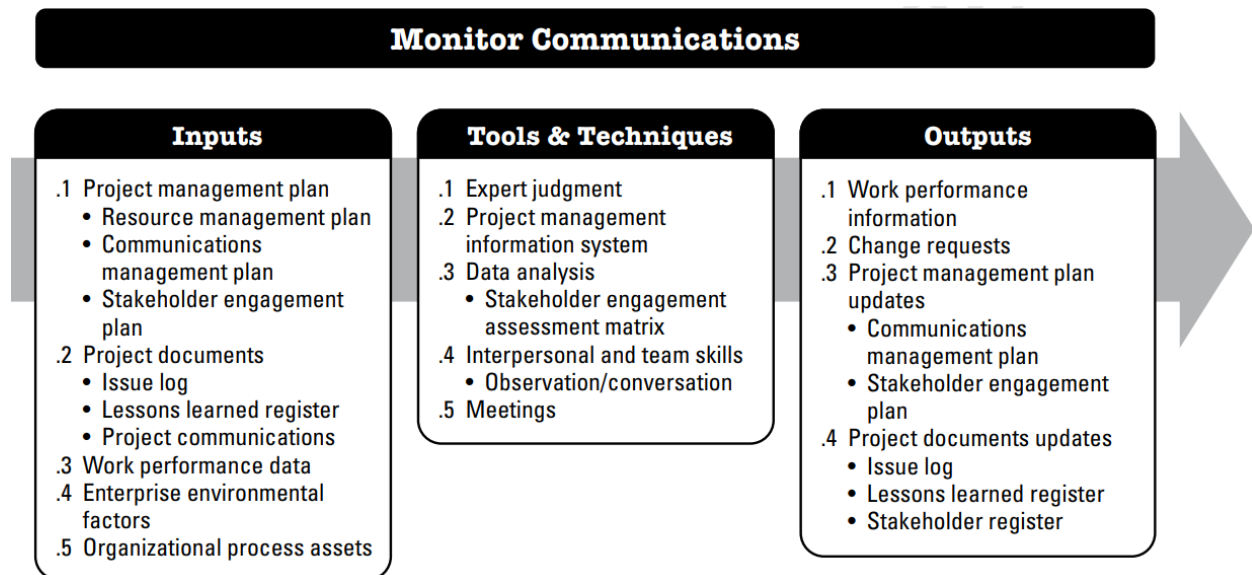 Monitor Communications
Inputs
.1 Project management plan
• Resource management plan
• Communications
management plan
• Stakeholder engagement
plan
.2 Project documents
• Issue log
• Lessons learned register
• Project communications
.3 Work performance data
.4 Enterprise environmental
factors
.5 Organizational process assets
Tools & Techniques
.1 Expert judgment
.2 Project management
information system
.3 Data analysis
• Stakeholder engagement
assessment matrix
.4 Interpersonal and team skills
• Observation/conversation
.5 Meetings
Outputs
.1 Work performance
information
.2 Change requests
.3 Project management plan
updates
• Communications
management plan
• Stakeholder engagement
plan
.4 Project documents updates
• Issue log
• Lessons learned register
• Stakeholder register